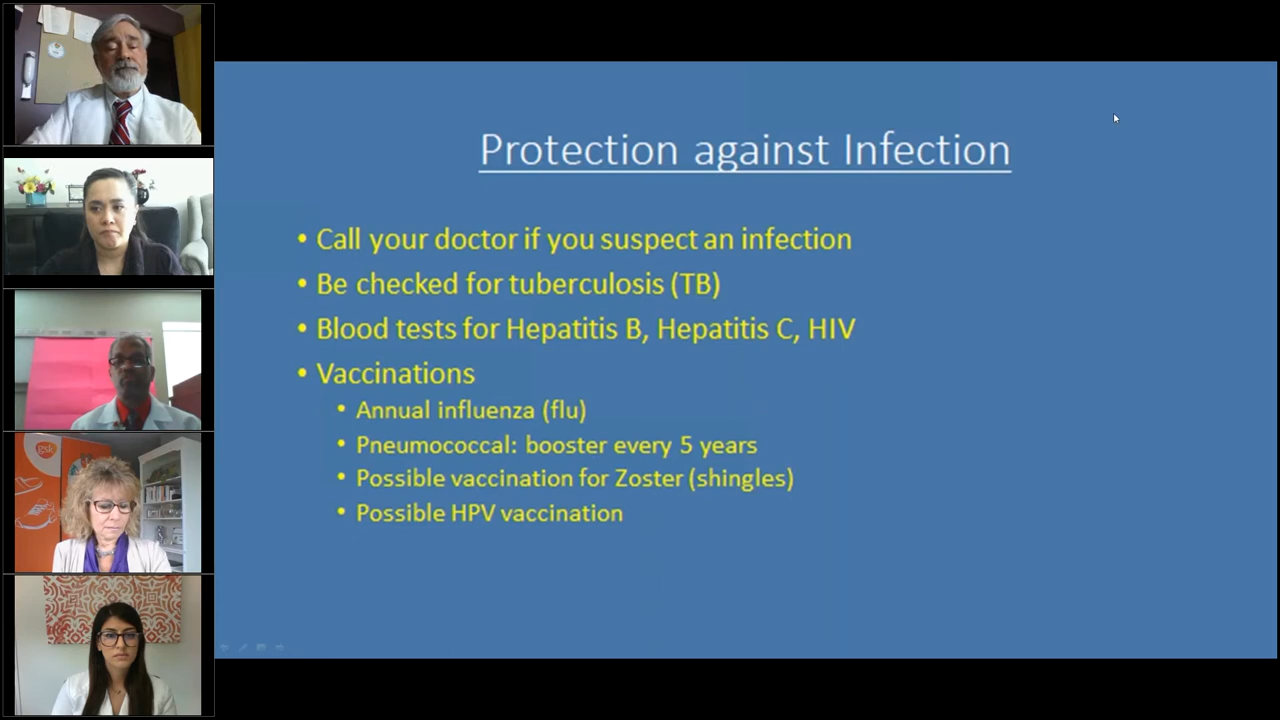 Protection against Infection
• Call your doctor if you suspect an infection
• Be checked for tuberculosis (TB)
• Blood tests for Hepatitis B, Hepatitis C, HIV
• Vaccinations
• Annual influenza (flu)
• Pneumococcal: booster every 5 years
• Possible vaccination for Zoster (shingles)
• Possible HPV vaccination
gsk